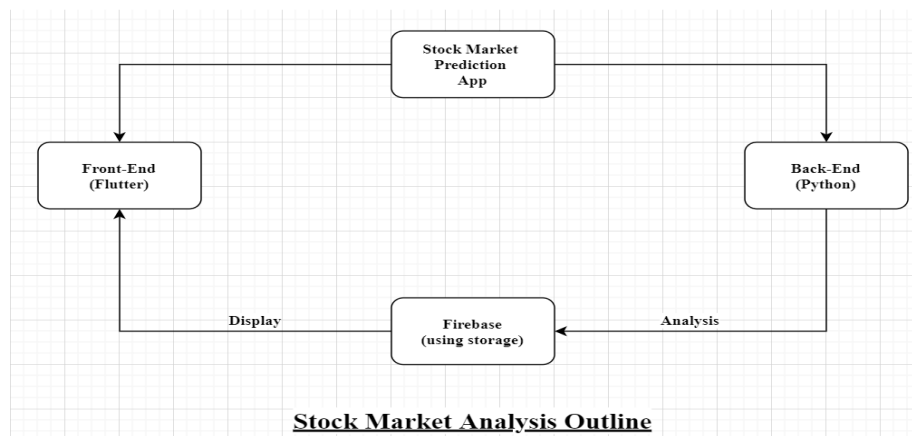 Stock Market
Prediction
App
Front-End
(Flutter)
Back-End
(Python)
Display
Firebase
(using storage)
Analysis
Stock Market Analysis Outline